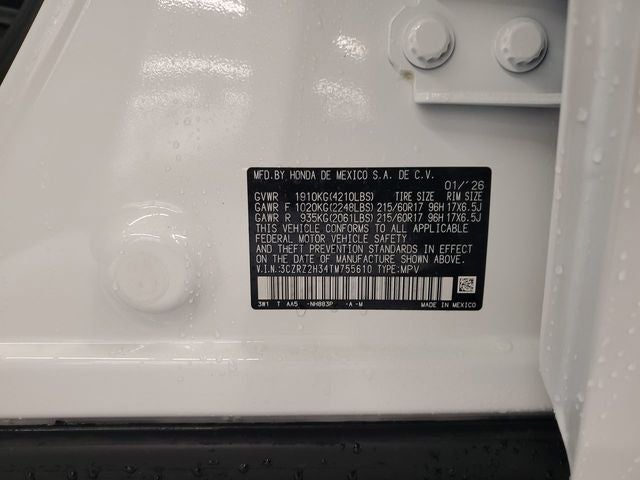 MFD.BY HONDA DE MEXICO S.A. DE C.V.
01/'26
GVWR 1910KG(4210LBS) TIRE SIZE RIM SIZE
GAWR F 1020KG(2248LBS) 215/60R17 96H 17X6.5J
GAWR R 935KG(2061LBS) 215/60R17 96H 17X6.5J
THIS VEHICLE CONFORMS TO ALL APPLICABLE
FEDERAL MOTOR VEHICLE SAFETY
AND THEFT PREVENTION STANDARDS IN EFFECT
ON THE DATE OF MANUFACTURE SHOWN ABOVE.
V.I.N.:3CZRZ2H34TM755610 TYPE:MPV
3W1 T AA5 -NH883P -A-M MADE IN MEXICO